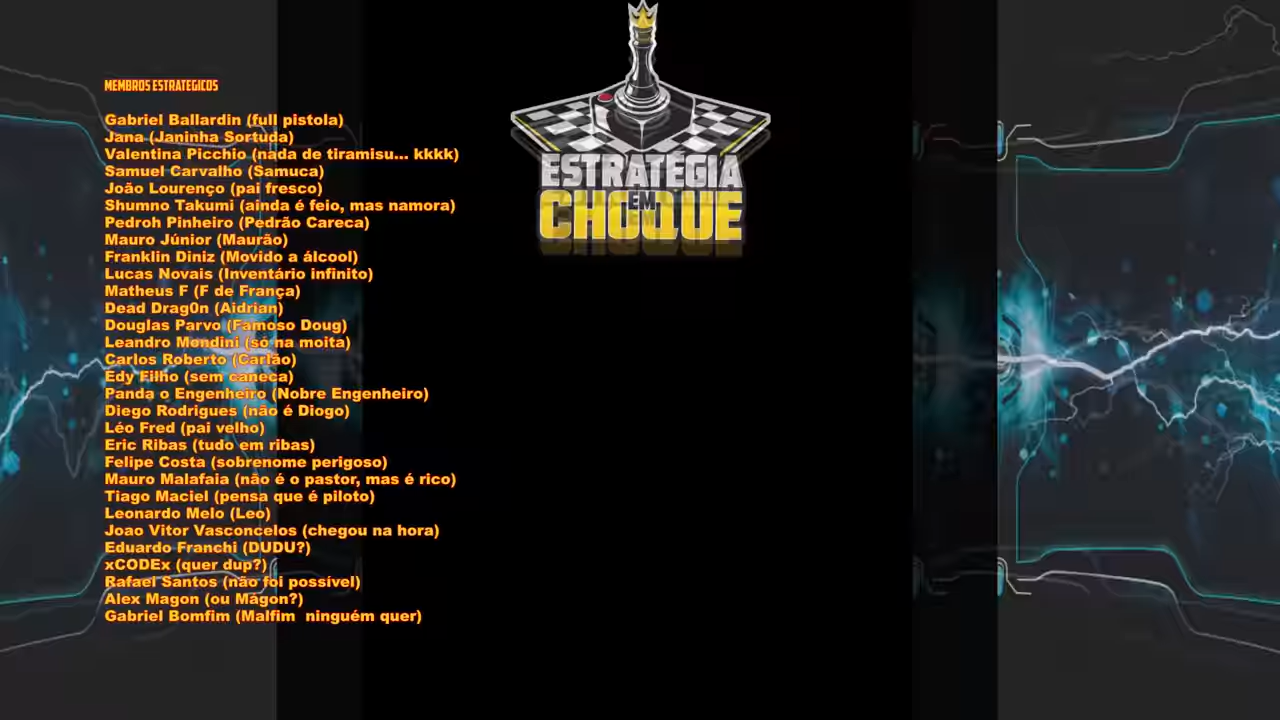 ESTRATÉGIA
EM
CHOQUE
MEMBROS ESTRATEGICOS
Gabriel Ballardin (full pistola)
Jana (Janinha Sortuda)
Valentina Picchio (nada de tiramisu... kkkk)
Samuel Carvalho (Samuca)
João Lourenço (pai fresco)
Shumno Takumi (ainda é feio, mas namora)
Pedroh Pinheiro (Pedrão Careca)
Mauro Júnior (Maurão)
Franklin Diniz (Movido a álcool)
Lucas Novais (Inventário infinito)
Matheus F (F de França)
Dead Drag0n (Aidrian)
Douglas Parvo (Famoso Doug)
Leandro Mendini (só na moita)
Carlos Roberto (Carlão)
Edy Filho (sem caneca)
Panda o Engenheiro (Nobre Engenheiro)
Diego Rodrigues (não é Diogo)
Léo Fred (pai velho)
Eric Ribas (tudo em ribas)
Felipe Costa (sobrenome perigoso)
Mauro Malafaia (não é o pastor, mas é rico)
Tiago Maciel (pensa que é piloto)
Leonardo Melo (Leo)
Joao Vitor Vasconcelos (chegou na hora)
Eduardo Franchi (DUDU?)
xCODEx (quer dup?)
Rafael Santos (não foi possível)
Alex Magon (ou Mágon?)
Gabriel Bomfim (Malfim  ninguém quer)